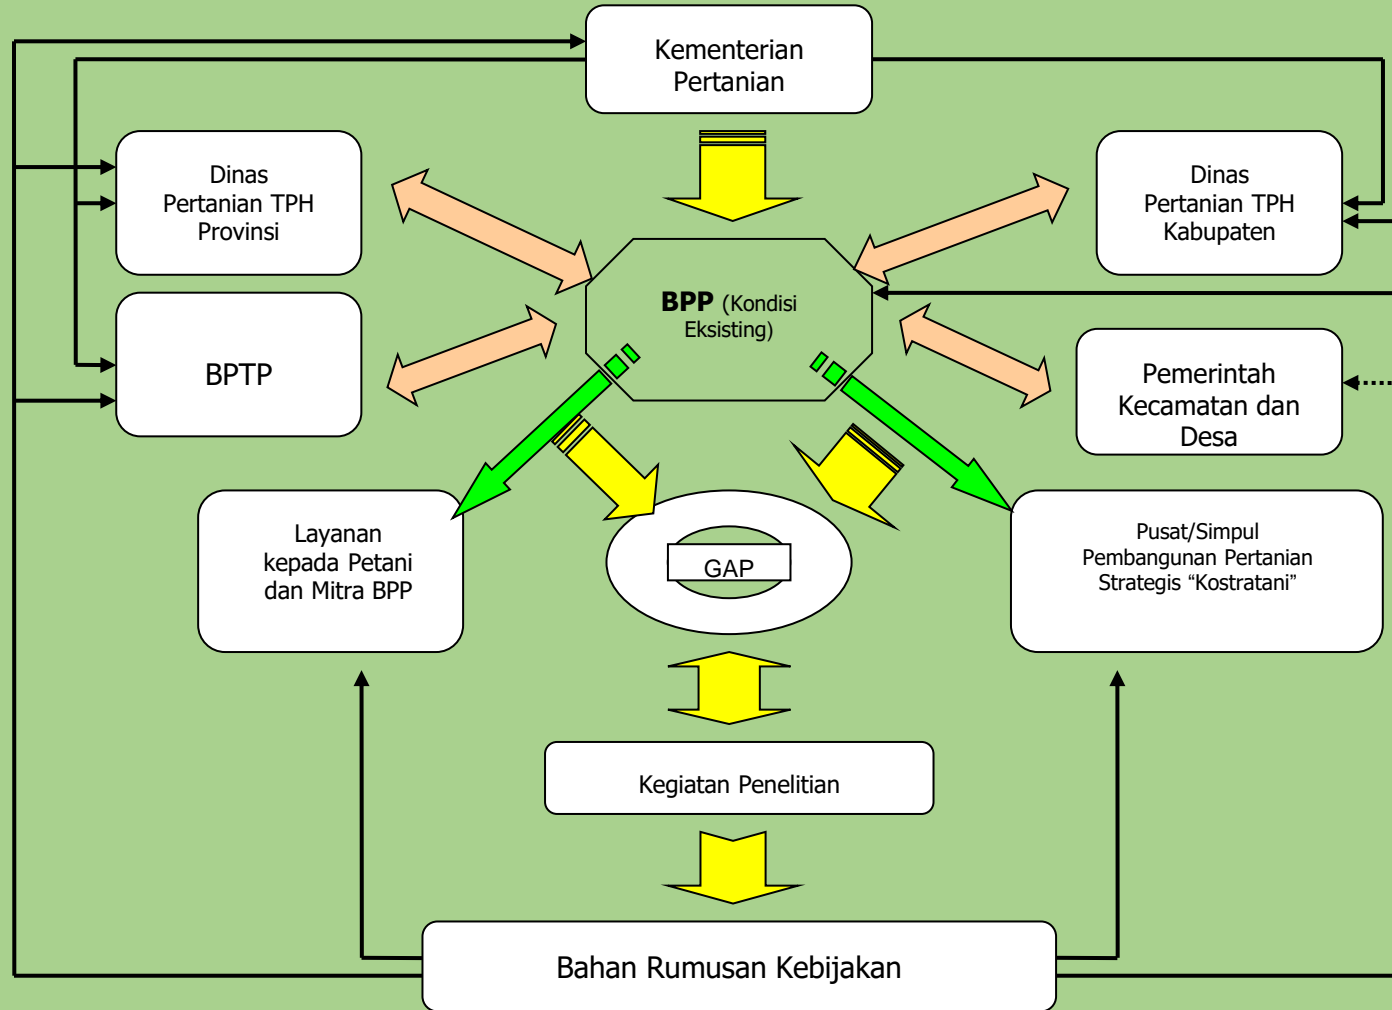 Kementerian
Pertanian
Dinas
Pertanian TPH
Provinsi
Dinas
Pertanian TPH
Kabupaten
BPP (Kondisi
Eksisting)
BPTP
Pemerintah
Kecamatan dan
Desa
Layanan
kepada Petani
dan Mitra BPP
GAP
Pusat/Simpul
Pembangunan Pertanian
Strategis “Kostratani”
Kegiatan Penelitian
Bahan Rumusan Kebijakan